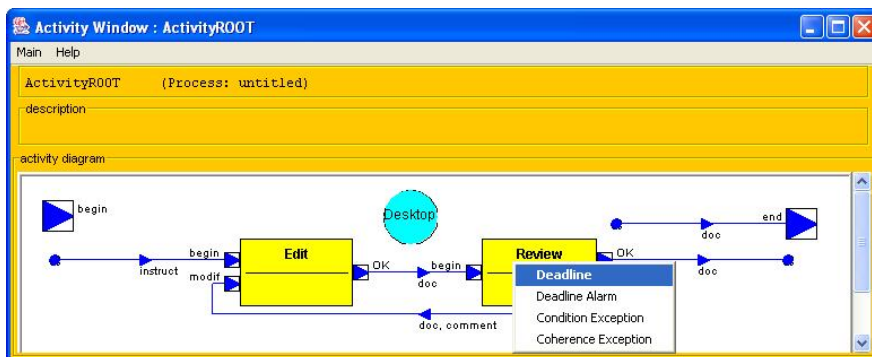 Activity Window : ActivityROOT
Main Help
ActivityROOT (Process: untitled)
description
activity diagram
begin
Desktop
end
doc
begin
Edit
OK
begin
Review
OK
instruct
modif
doc
doc
Deadline
Deadline Alarm
doc, comment
Condition Exception
Coherence Exception